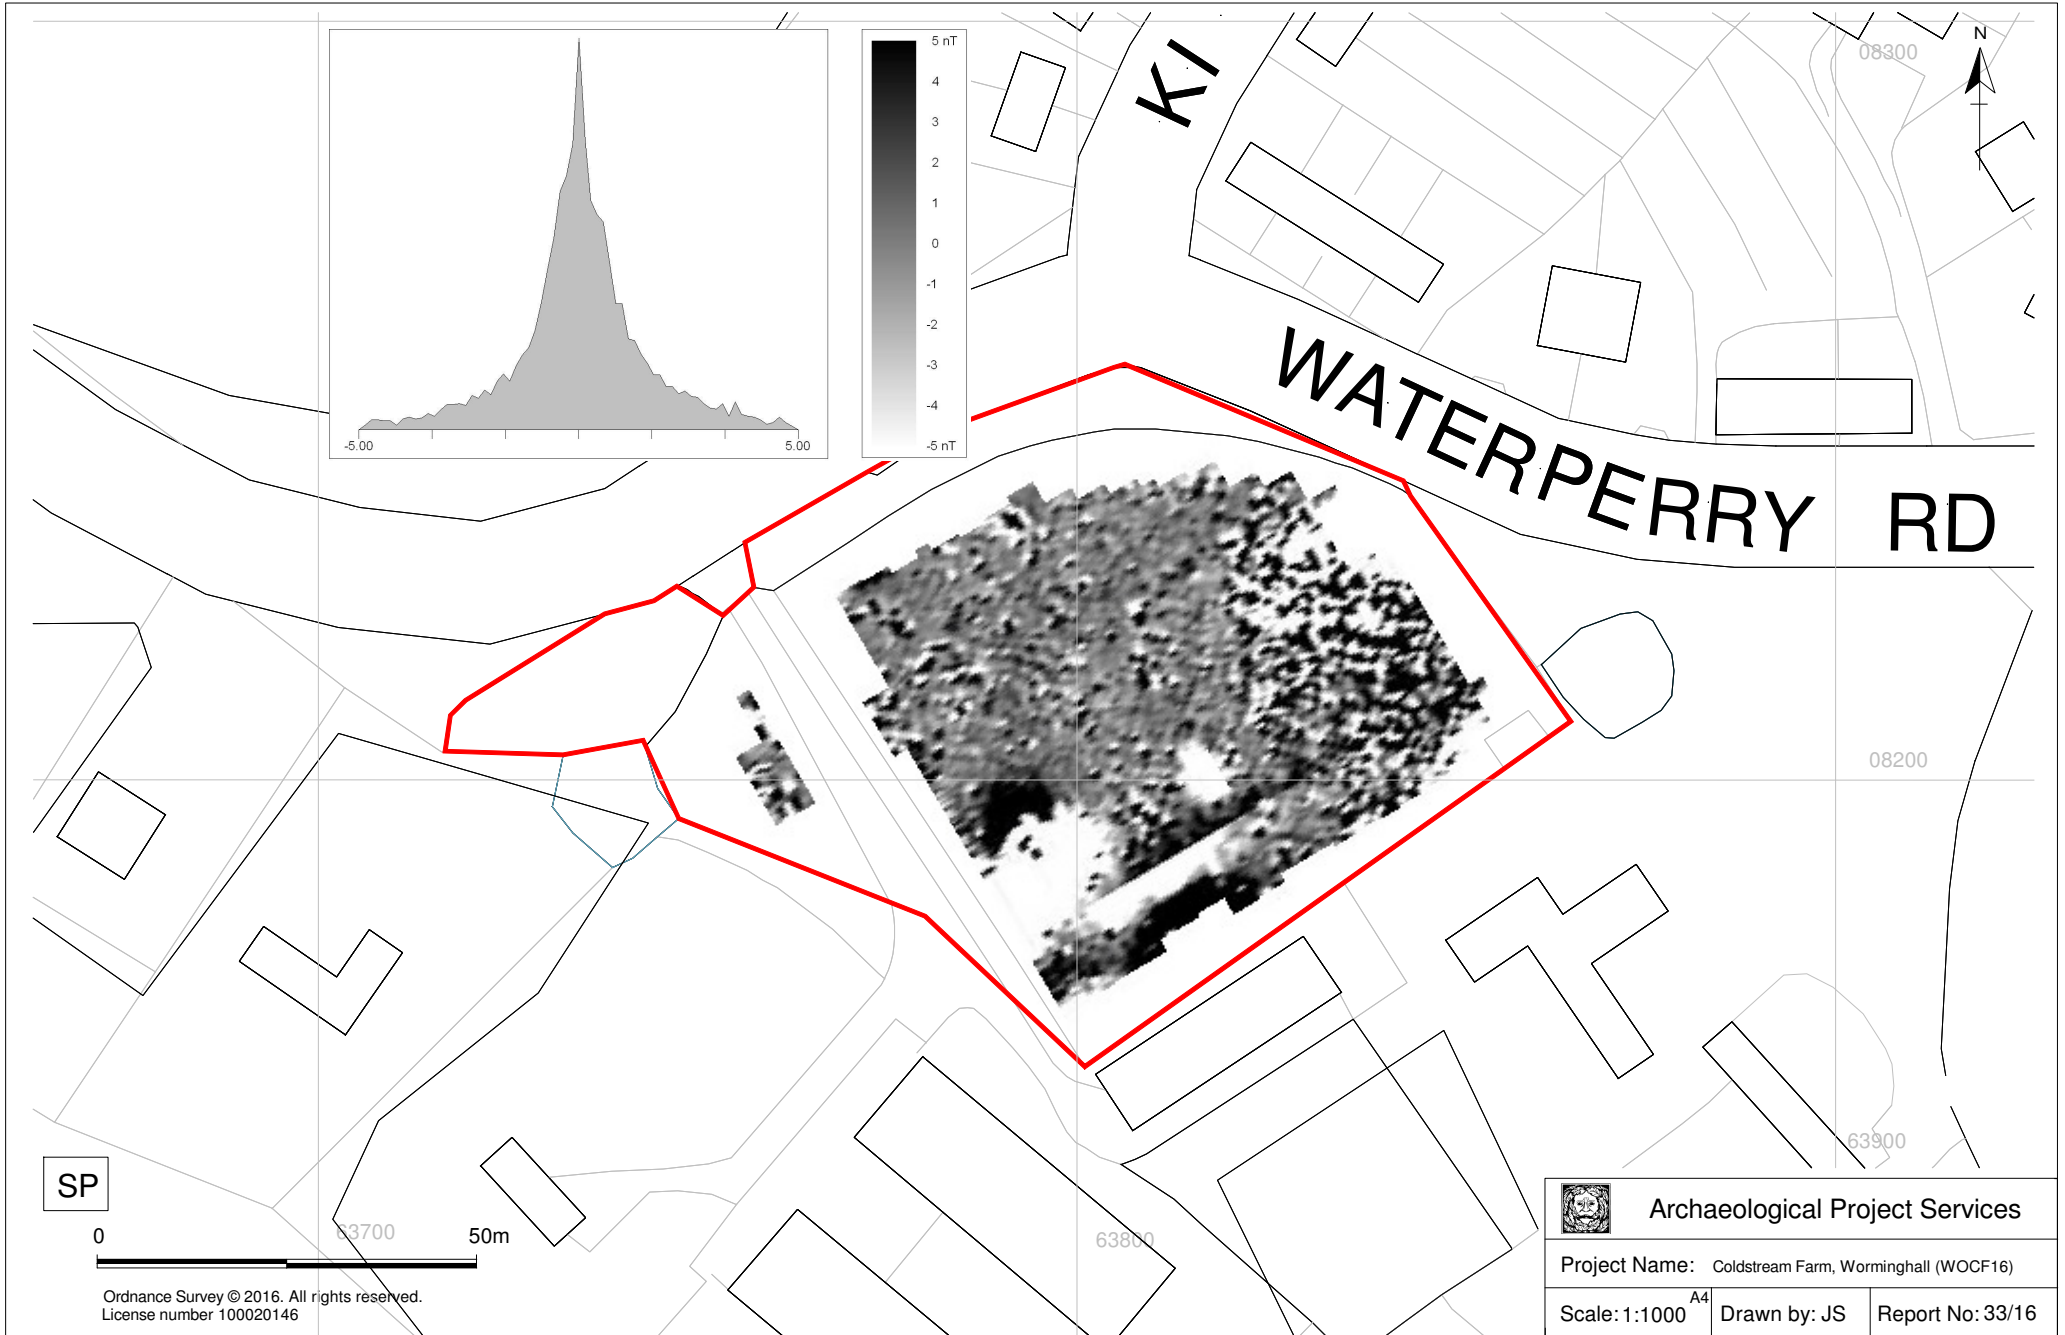 5 nT
4
3
2
1
0
-1
-2
-3
-4
-5 nT
-5.00
5.00
KI
N
08300
WATERPERRY RD
08200
63900
63700
63800
SP
0
50m
Ordnance Survey © 2016. All rights reserved.
License number 100020146
Archaeological Project Services
Project Name: Coldstream Farm, Worminghall (WOCF16)
Scale: 1:1000 A4
Drawn by: JS
Report No: 33/16